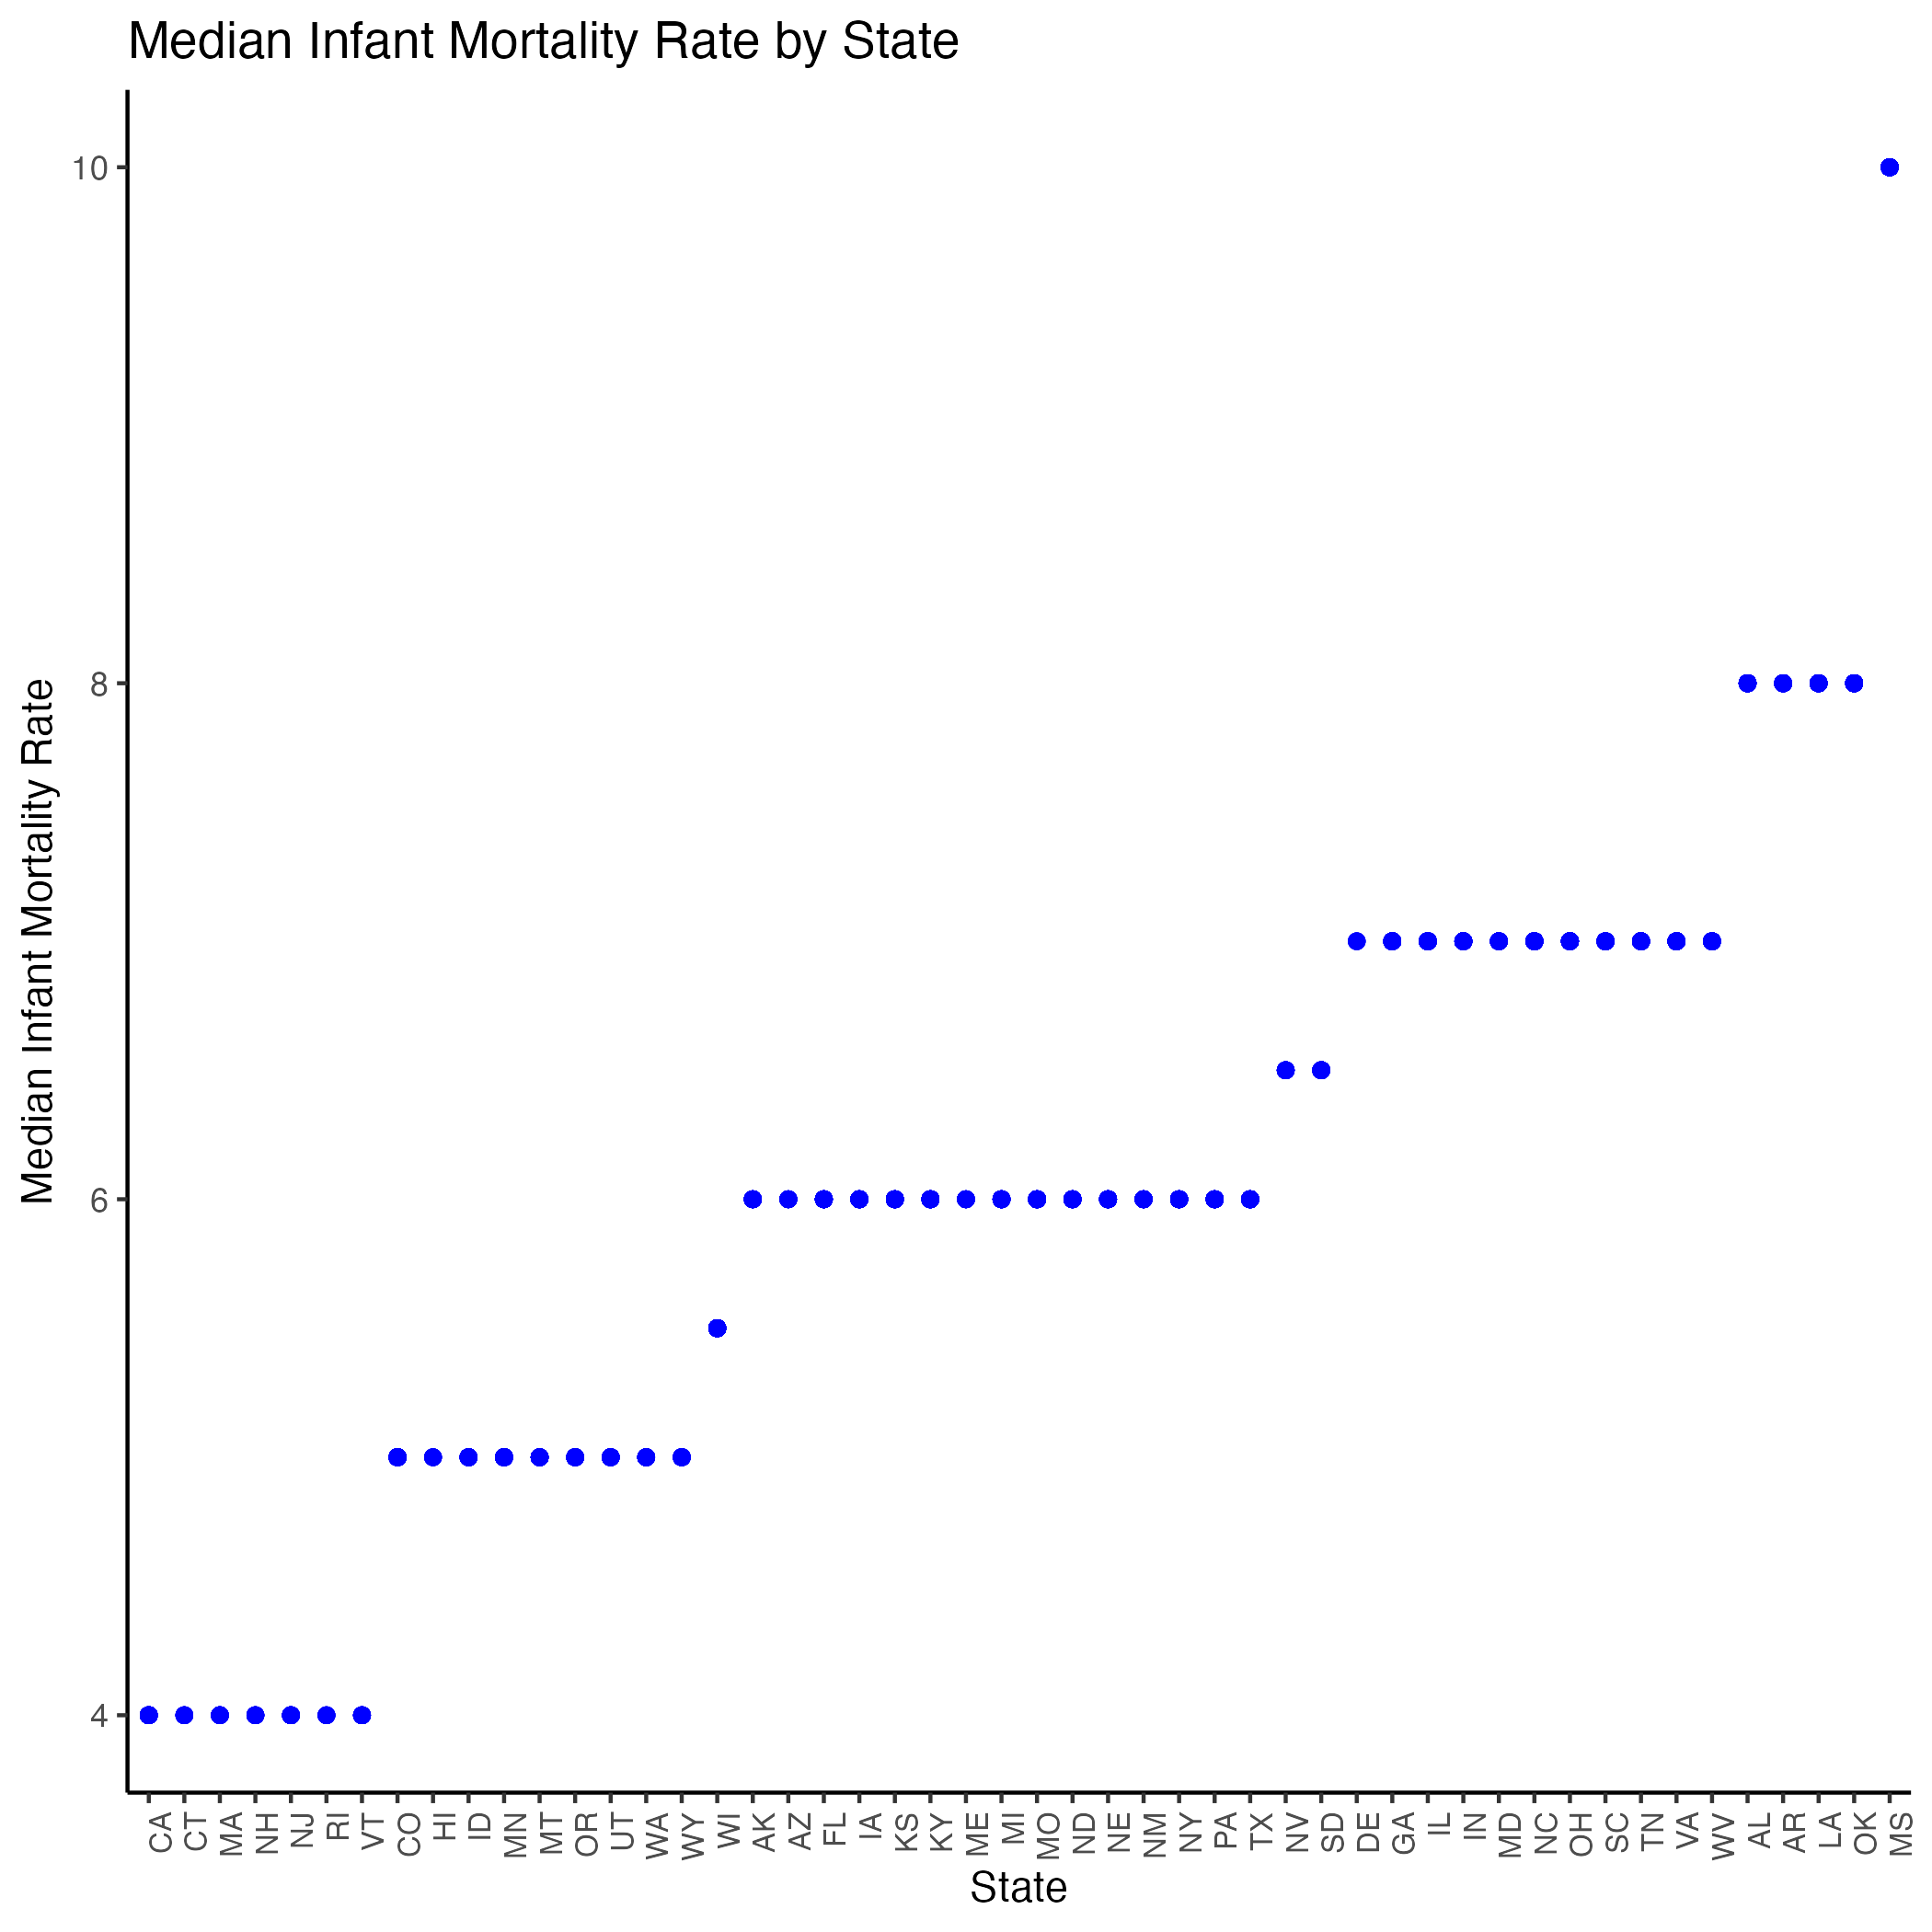 Median Infant Mortality Rate by State
Median Infant Mortality Rate
10
8
6
4
CA CT MA NH NJ RI VT CO HI ID MN MT OR UT WA WY WI AK AZ FL IA KS KY ME MI MO ND NE NM NY PA TX NV SD DE GA IL IN MD NC OH SC TN VA WV AL AR LA OK MS
State